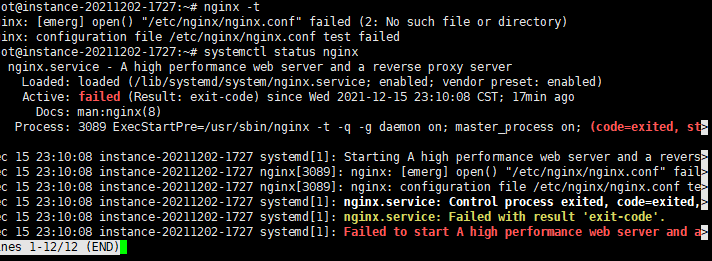 ot@instance-20211202-1727:~# nginx -t
inx: [emerg] open() "/etc/nginx/nginx.conf" failed (2: No such file or directory)
inx: configuration file /etc/nginx/nginx.conf test failed
ot@instance-20211202-1727:~# systemctl status nginx
nginx.service - A high performance web server and a reverse proxy server
Loaded: loaded (/lib/systemd/system/nginx.service; enabled; vendor preset: enabled)
Active: failed (Result: exit-code) since Wed 2021-12-15 23:10:08 CST; 17min ago
Docs: man:nginx(8)
Process: 3089 ExecStartPre=/usr/sbin/nginx -t -q -g daemon on; master_process on; (code=exited, st>
ec 15 23:10:08 instance-20211202-1727 systemd[1]: Starting A high performance web server and a revers>
ec 15 23:10:08 instance-20211202-1727 nginx[3089]: nginx: [emerg] open() "/etc/nginx/nginx.conf" fail>
ec 15 23:10:08 instance-20211202-1727 nginx[3089]: nginx: configuration file /etc/nginx/nginx.conf te>
ec 15 23:10:08 instance-20211202-1727 systemd[1]: nginx.service: Control process exited, code=exited,>
ec 15 23:10:08 instance-20211202-1727 systemd[1]: nginx.service: Failed with result 'exit-code'.
ec 15 23:10:08 instance-20211202-1727 systemd[1]: Failed to start A high performance web server and a>
ines 1-12/12 (END)